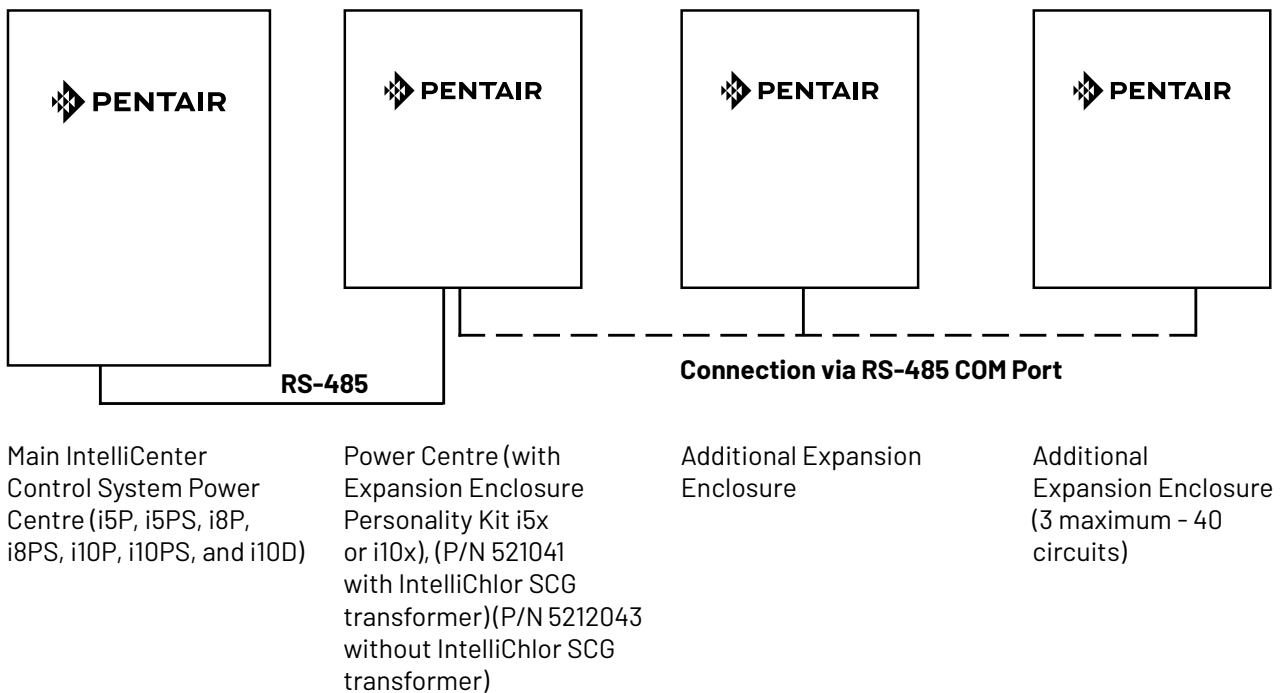 PENTAIR
PENTAIR
PENTAIR
PENTAIR
RS-485
Connection via RS-485 COM Port
Main IntelliCenter
Control System Power
Centre (i5P, i5PS, i8P,
i8PS, i10P, i10PS, and i10D)
Power Centre (with
Expansion Enclosure
Personality Kit i5x
or i10x), (P/N 521041
with IntelliChlor SCG
transformer) (P/N 5212043
without IntelliChlor SCG
transformer)
Additional Expansion
Enclosure
Additional
Expansion Enclosure
(3 maximum - 40
circuits)